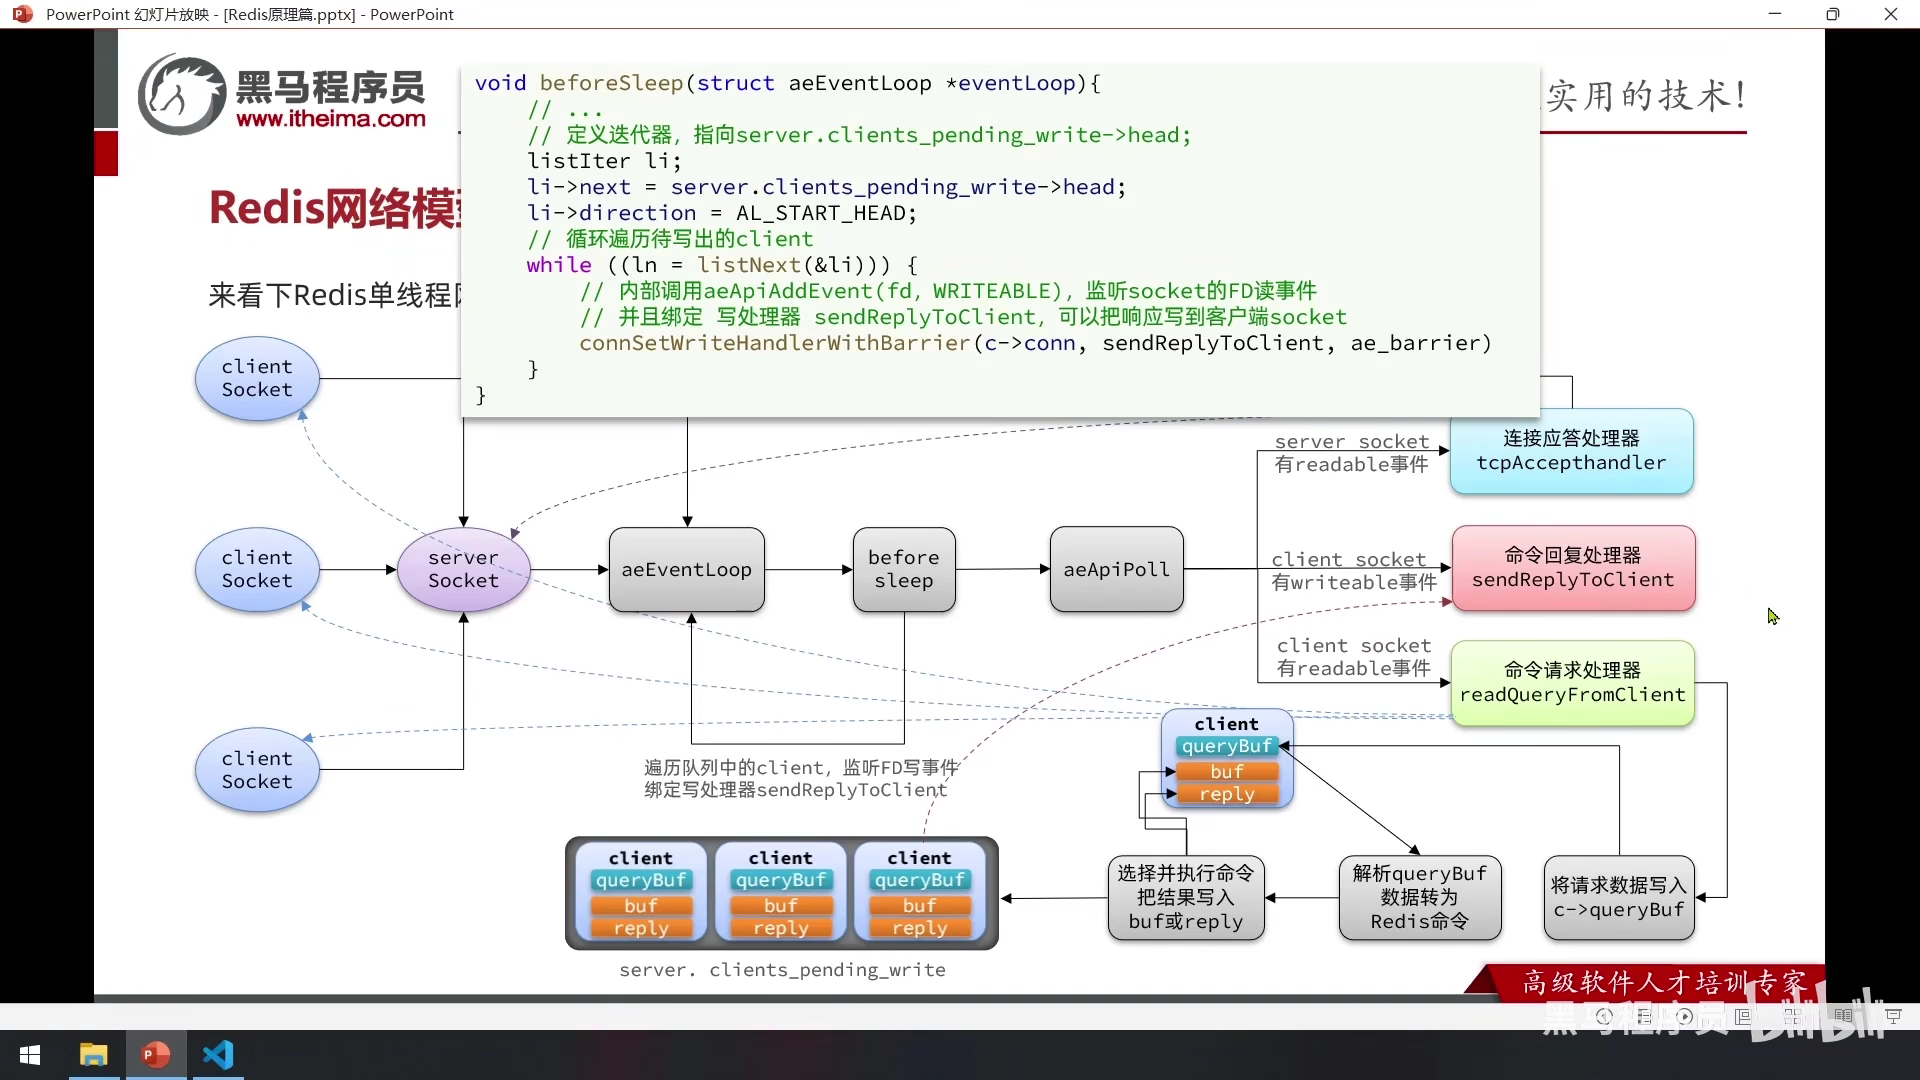 PowerPoint 幻灯片放映 - [Redis原理篇.pptx] - PowerPoint
黑马程序员
www.itheima.com
实用的技术！
void beforeSleep(struct aeEventLoop *eventLoop){
// ...
// 定义迭代器，指向server.clients_pending_write->head;
listIter li;
li->next = server.clients_pending_write->head;
li->direction = AL_START_HEAD;
// 循环遍历待写出的client
while ((ln = listNext(&li))) {
// 内部调用aeApiAddEvent(fd，WRITEABLE)，监听socket的FD读事件
// 并且绑定 写处理器 sendReplyToClient，可以把响应写到客户端socket
connSetWriteHandlerWithBarrier(c->conn, sendReplyToClient, ae_barrier)
}
}
Redis网络模
来看下Redis单线程
client
Socket
server socket
有readable事件
连接应答处理器
tcpAccepthandler
client
Socket
server
Socket
aeEventLoop
before
sleep
aeApiPoll
client socket
有writeable事件
命令回复处理器
sendReplyToClient
client socket
有readable事件
命令请求处理器
readQueryFromClient
client
Socket
遍历队列中的client，监听FD写事件
绑定写处理器sendReplyToClient
client
queryBuf
buf
reply
client
queryBuf
buf
reply
client
queryBuf
buf
reply
client
queryBuf
buf
reply
server. clients_pending_write
选择并执行命令
把结果写入
buf或reply
解析queryBuf
数据转为
Redis命令
将请求数据写入
c->queryBuf
高级软件人才培训专家
黑马程序员 bilibili